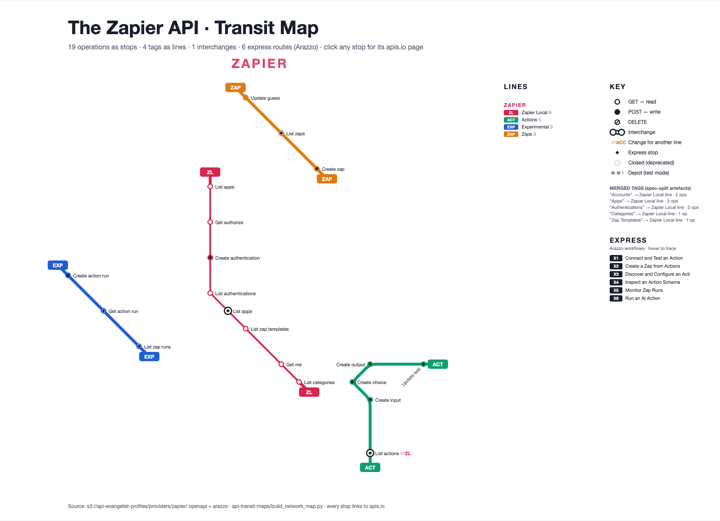 The Zapier API · Transit Map
19 operations as stops · 4 tags as lines · 1 interchanges · 6 express routes (Arazzo) · click any stop for its apis.io page
ZAPIER
ZAP
Update guess
List zaps
Create zap
ZAP
ZL
List apps
Get authorize
Create authentication
List authentications
List apps
List zap templates
Get me
List categories
ZL
EXP
Create action run
Get action run
List zap runs
EXP
Create output
ACT
Update test
Create choice
Create input
List actions ⇄ZL
ACT
LINES
ZAPIER
ZL Zapier Local 8
ACT Actions 5
EXP Experimental 3
ZAP Zaps 3
KEY
GET — read
POST — write
DELETE
Interchange
⇄ACC Change for another line
Express stop
Closed (deprecated)
Depot (test mode)
MERGED TAGS (spec-split artefacts)
"Accounts" → Zapier Local line · 2 ops
"Apps" → Zapier Local line · 2 ops
"Authentications" → Zapier Local line · 2 ops
"Categories" → Zapier Local line · 1 op
"Zap Templates" → Zapier Local line · 1 op
EXPRESS
Arazzo workflows · hover to trace
X1 Connect and Test an Action
X2 Create a Zap from Actions
X3 Discover and Configure an Acti
X4 Inspect an Action Schema
X5 Monitor Zap Runs
X6 Run an AI Action
Source: s3://api-evangelist-profiles/providers/zapier/ openapi + arazzo · api-transit-maps/build_network_map.py · every stop links to apis.io